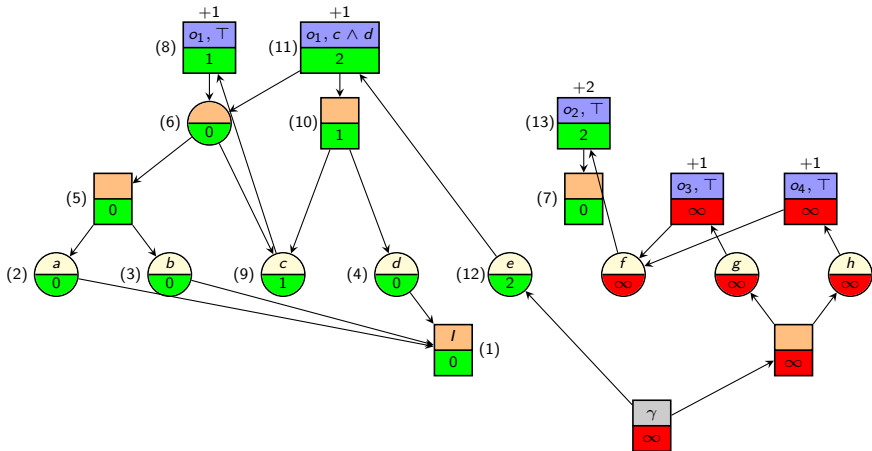 +1 +1
(8) o₁, ⊤ (11) o₁, c ∧ d
1 2
+2
(6) 0 (10) 1 (13) o₂, ⊤ +1 +1
2
(5) 0 (7) 0 o₃, ⊤ o₄, ⊤
∞ ∞
(2) a (3) b (9) c (4) d (12) e f g h
0 0 1 0 2 ∞ ∞ ∞
I (1)
0 ∞
γ
∞